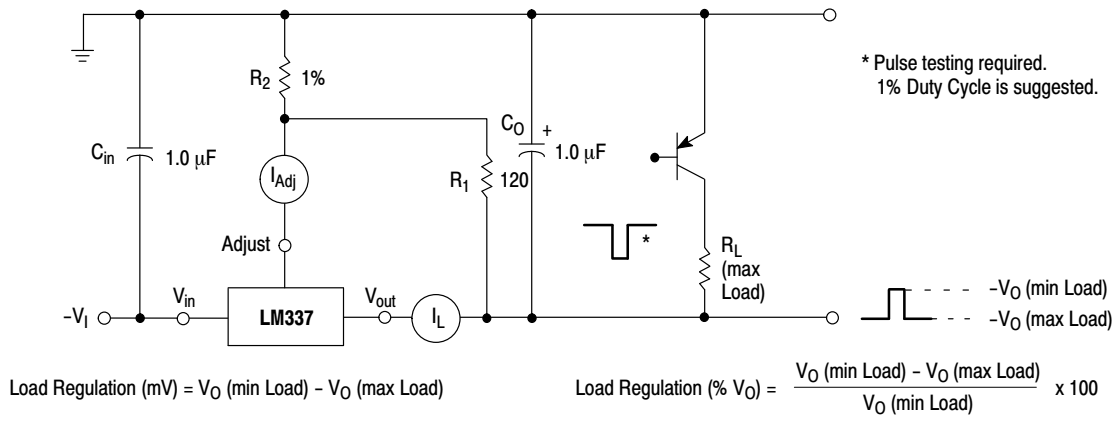 * Pulse testing required.
1% Duty Cycle is suggested.
R2 1%
CO +
1.0 μF
Cin 1.0 μF
IAdj
R1 120
Adjust
*
RL
(max
Load)
–VI
Vin
LM337
Vout
IL
–VO (min Load)
–VO (max Load)
Load Regulation (mV) = VO (min Load) – VO (max Load)
Load Regulation (% VO) = VO (min Load) – VO (max Load) x 100
VO (min Load)